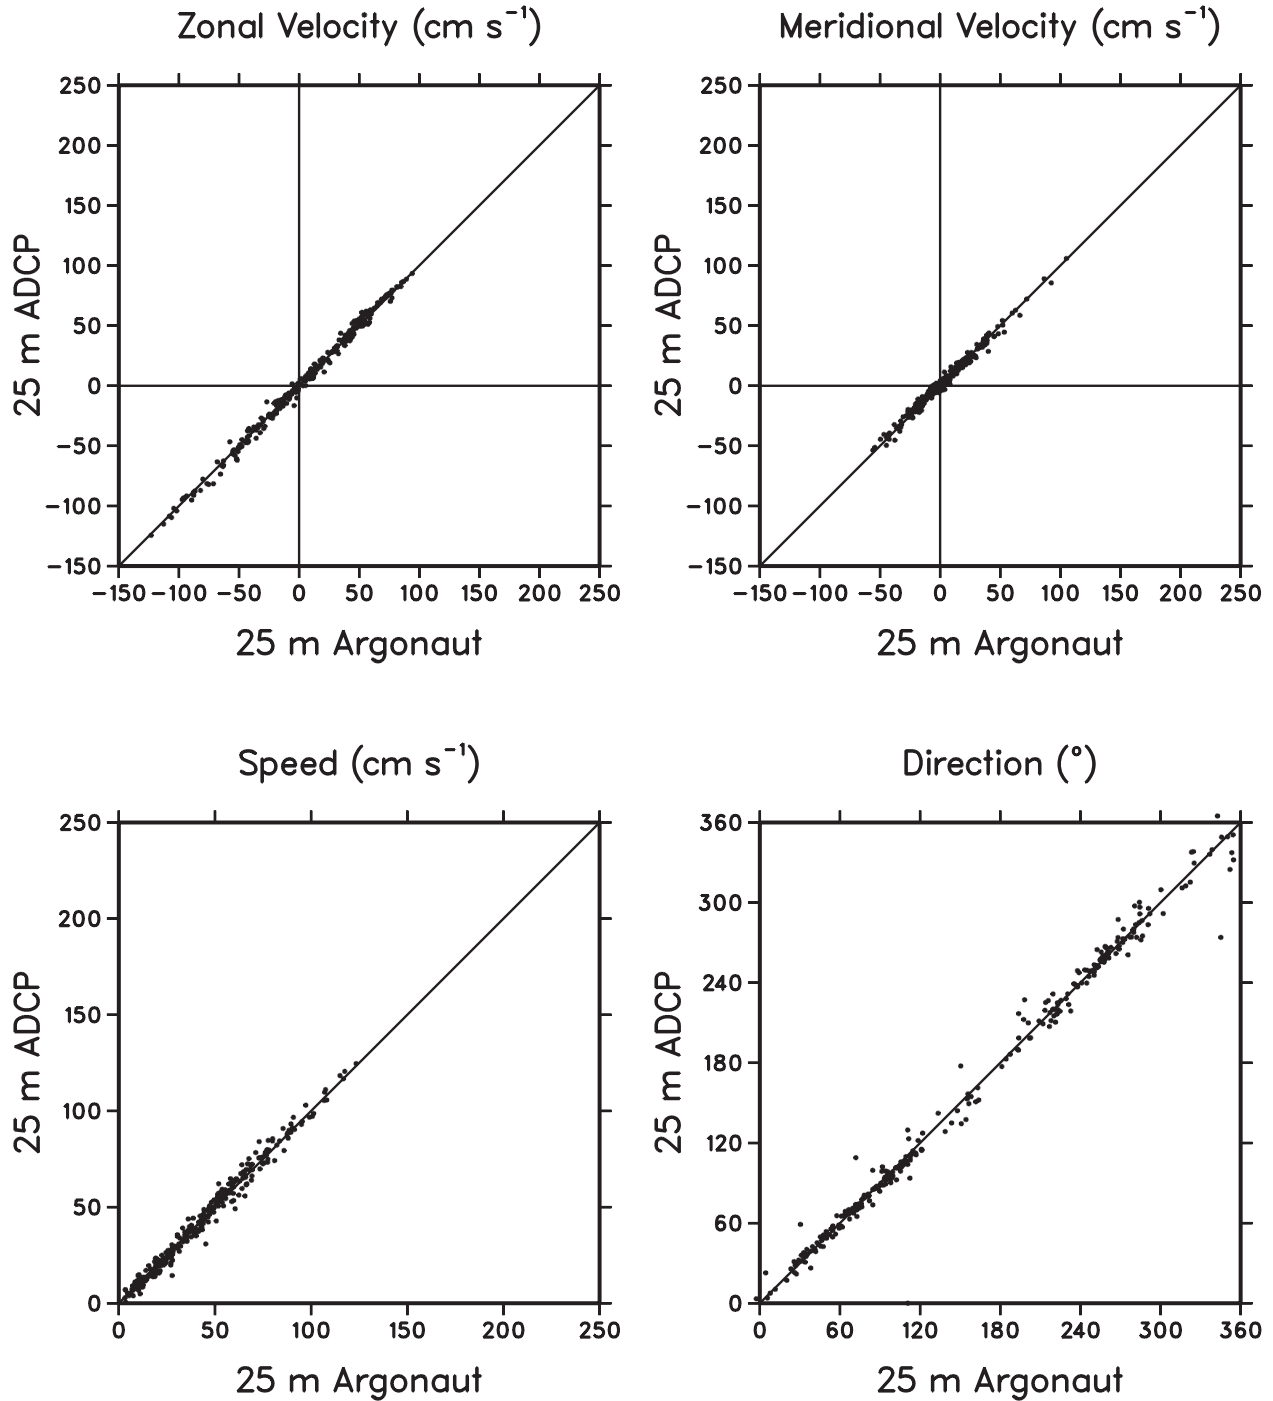 Zonal Velocity (cm s⁻¹)
250
200
150
100
50
0
−50
−100
−150
25 m ADCP
−150 −100 −50 0 50 100 150 200 250
25 m Argonaut
Meridional Velocity (cm s⁻¹)
250
200
150
100
50
0
−50
−100
−150
25 m ADCP
−150 −100 −50 0 50 100 150 200 250
25 m Argonaut
Speed (cm s⁻¹)
250
200
150
100
50
0
25 m ADCP
0 50 100 150 200 250
25 m Argonaut
Direction (°)
360
300
240
180
120
60
0
25 m ADCP
0 60 120 180 240 300 360
25 m Argonaut